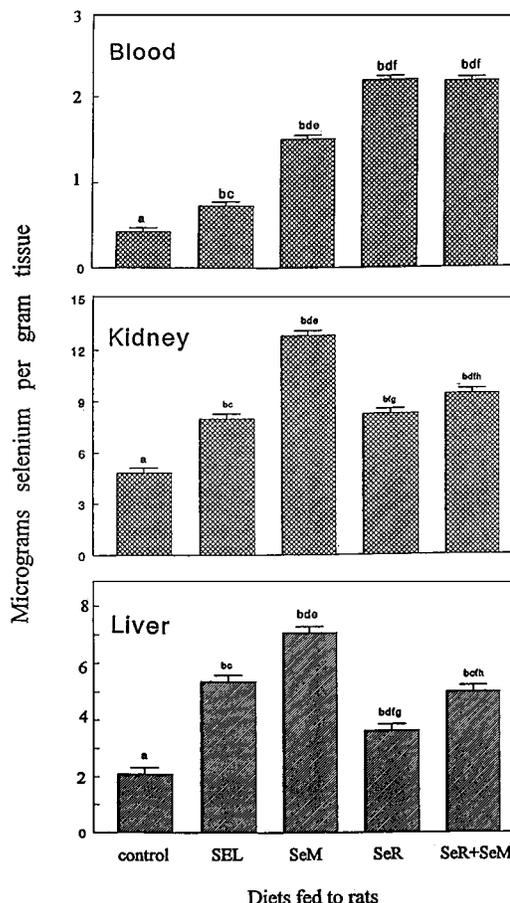 Micrograms selenium per gram tissue
3
Blood
2
1
0
a
bc
bde
bdf
bdf
15
Kidney
12
9
6
3
0
a
bc
bde
bfg
bdfh
8
Liver
6
4
2
0
a
bc
bde
bdfg
bcfh
control SEL SeM SeR SeR+SeM
Diets fed to rats